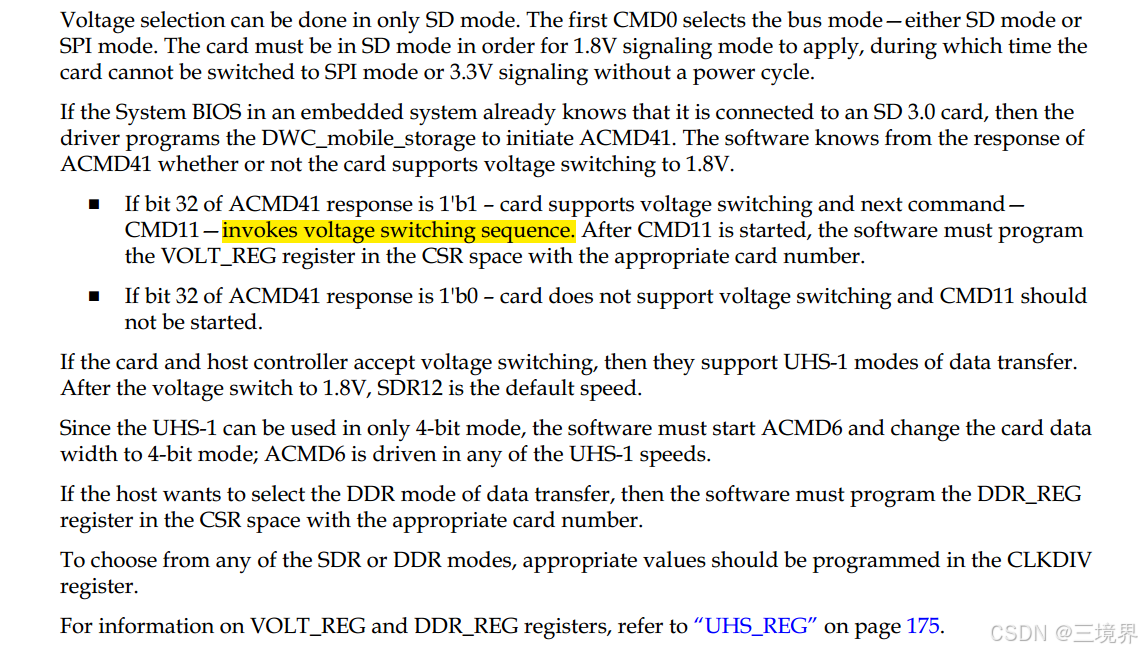 Voltage selection can be done in only SD mode. The first CMD0 selects the bus mode—either SD mode or
SPI mode. The card must be in SD mode in order for 1.8V signaling mode to apply, during which time the
card cannot be switched to SPI mode or 3.3V signaling without a power cycle.
If the System BIOS in an embedded system already knows that it is connected to an SD 3.0 card, then the
driver programs the DWC_mobile_storage to initiate ACMD41. The software knows from the response of
ACMD41 whether or not the card supports voltage switching to 1.8V.
■ If bit 32 of ACMD41 response is 1'b1 – card supports voltage switching and next command—
CMD11—invokes voltage switching sequence. After CMD11 is started, the software must program
the VOLT_REG register in the CSR space with the appropriate card number.
■ If bit 32 of ACMD41 response is 1'b0 – card does not support voltage switching and CMD11 should
not be started.
If the card and host controller accept voltage switching, then they support UHS-1 modes of data transfer.
After the voltage switch to 1.8V, SDR12 is the default speed.
Since the UHS-1 can be used in only 4-bit mode, the software must start ACMD6 and change the card data
width to 4-bit mode; ACMD6 is driven in any of the UHS-1 speeds.
If the host wants to select the DDR mode of data transfer, then the software must program the DDR_REG
register in the CSR space with the appropriate card number.
To choose from any of the SDR or DDR modes, appropriate values should be programmed in the CLKDIV
register.
For information on VOLT_REG and DDR_REG registers, refer to “UHS_REG” on page 175.
CSDN @三境界